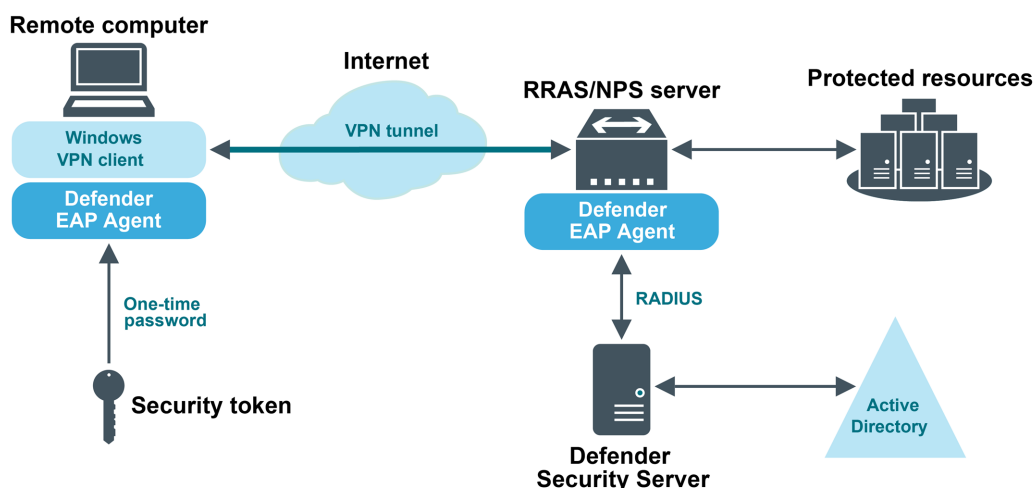 Remote computer
Windows
VPN client
Defender
EAP Agent
One-time
password
Security token
Internet
VPN tunnel
RRAS/NPS server
Defender
EAP Agent
RADIUS
Defender
Security Server
Protected resources
Active
Directory